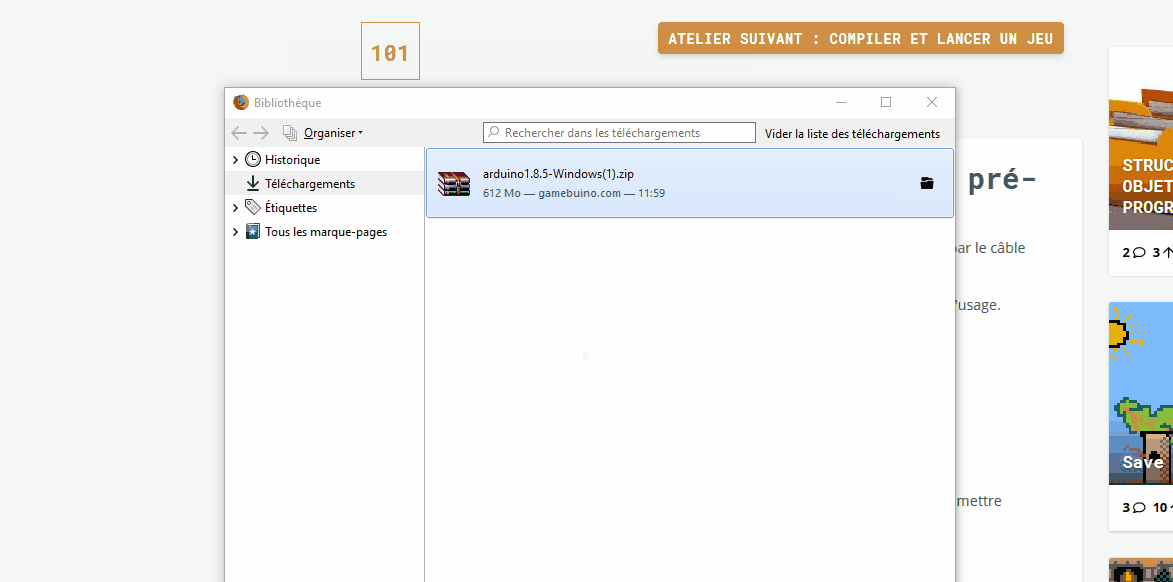 101
ATELIER SUIVANT : COMPILER ET LANCER UN JEU
Bibliothèque
Organiser
Rechercher dans les téléchargements
Vider la liste des téléchargements
Historique
Téléchargements
Étiquettes
Tous les marque-pages
arduino1.8.5-Windows(1).zip
612 Mo — gamebuino.com — 11:59
pré-
par le câble
'usage.
mettre
STRUC
OBJET
PROGR
2 3
Save
3 10